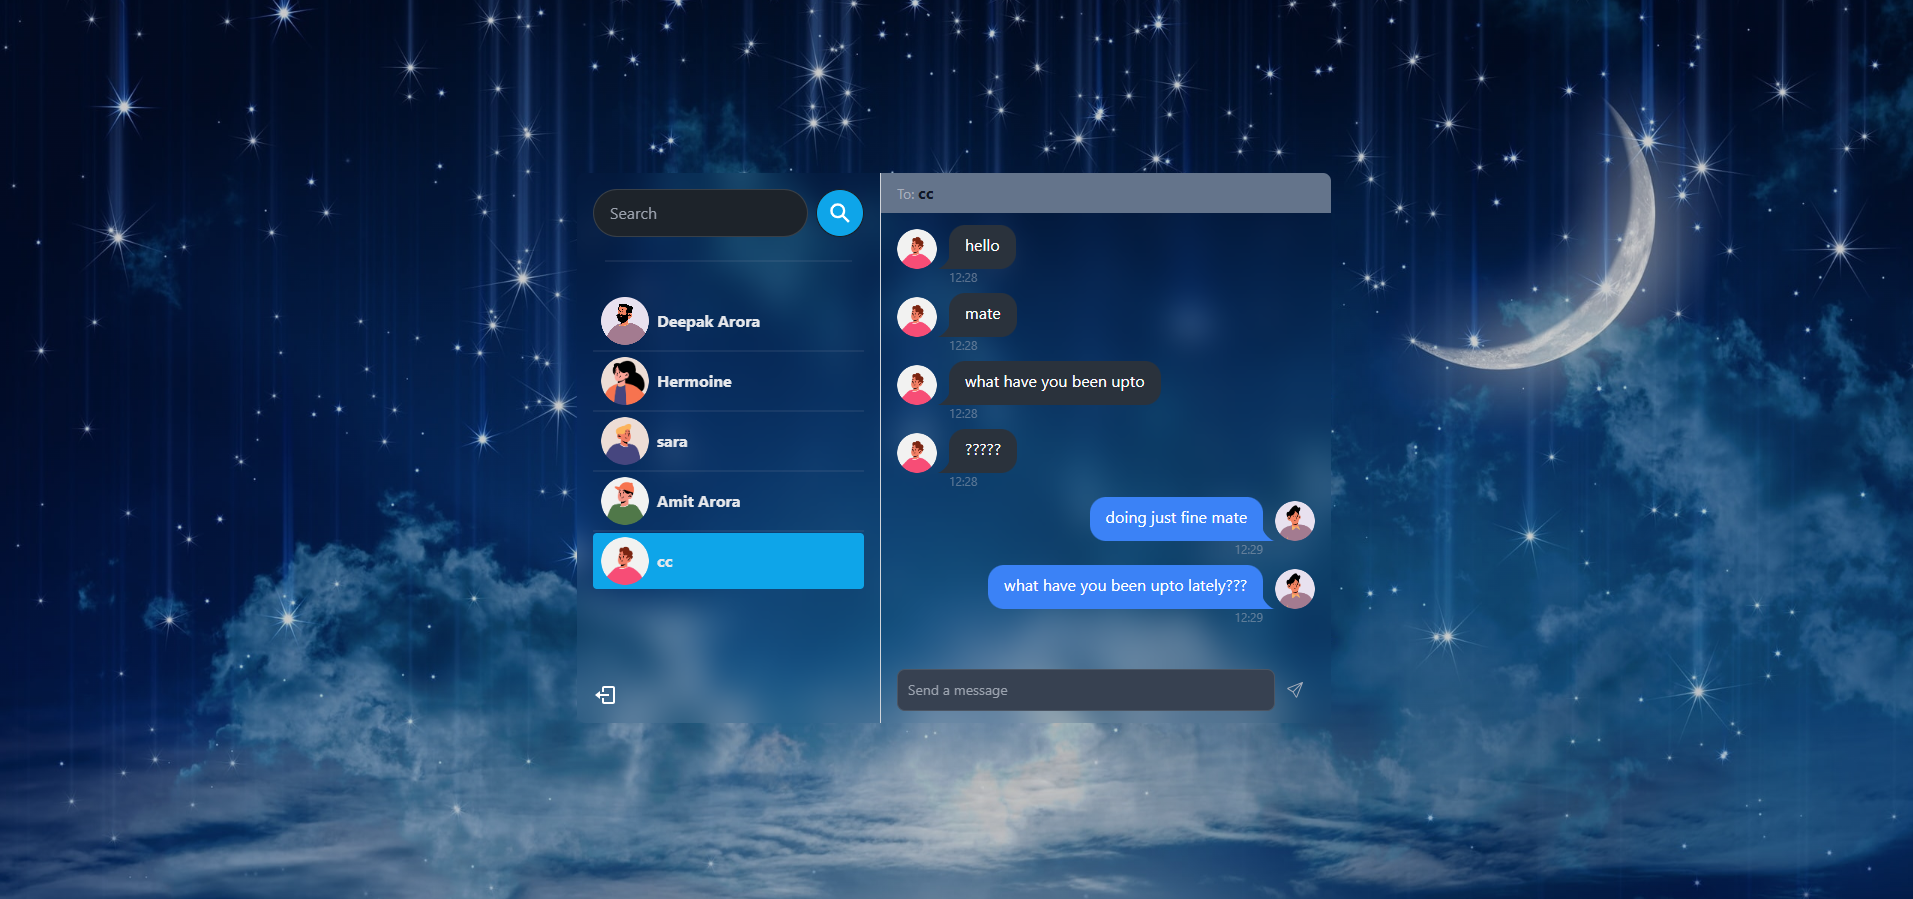 Search
Deepak Arora
Hermoine
sara
Amit Arora
cc
To: cc
hello
12:28
mate
12:28
what have you been upto
12:28
?????
12:28
doing just fine mate
12:29
what have you been upto lately???
12:29
Send a message